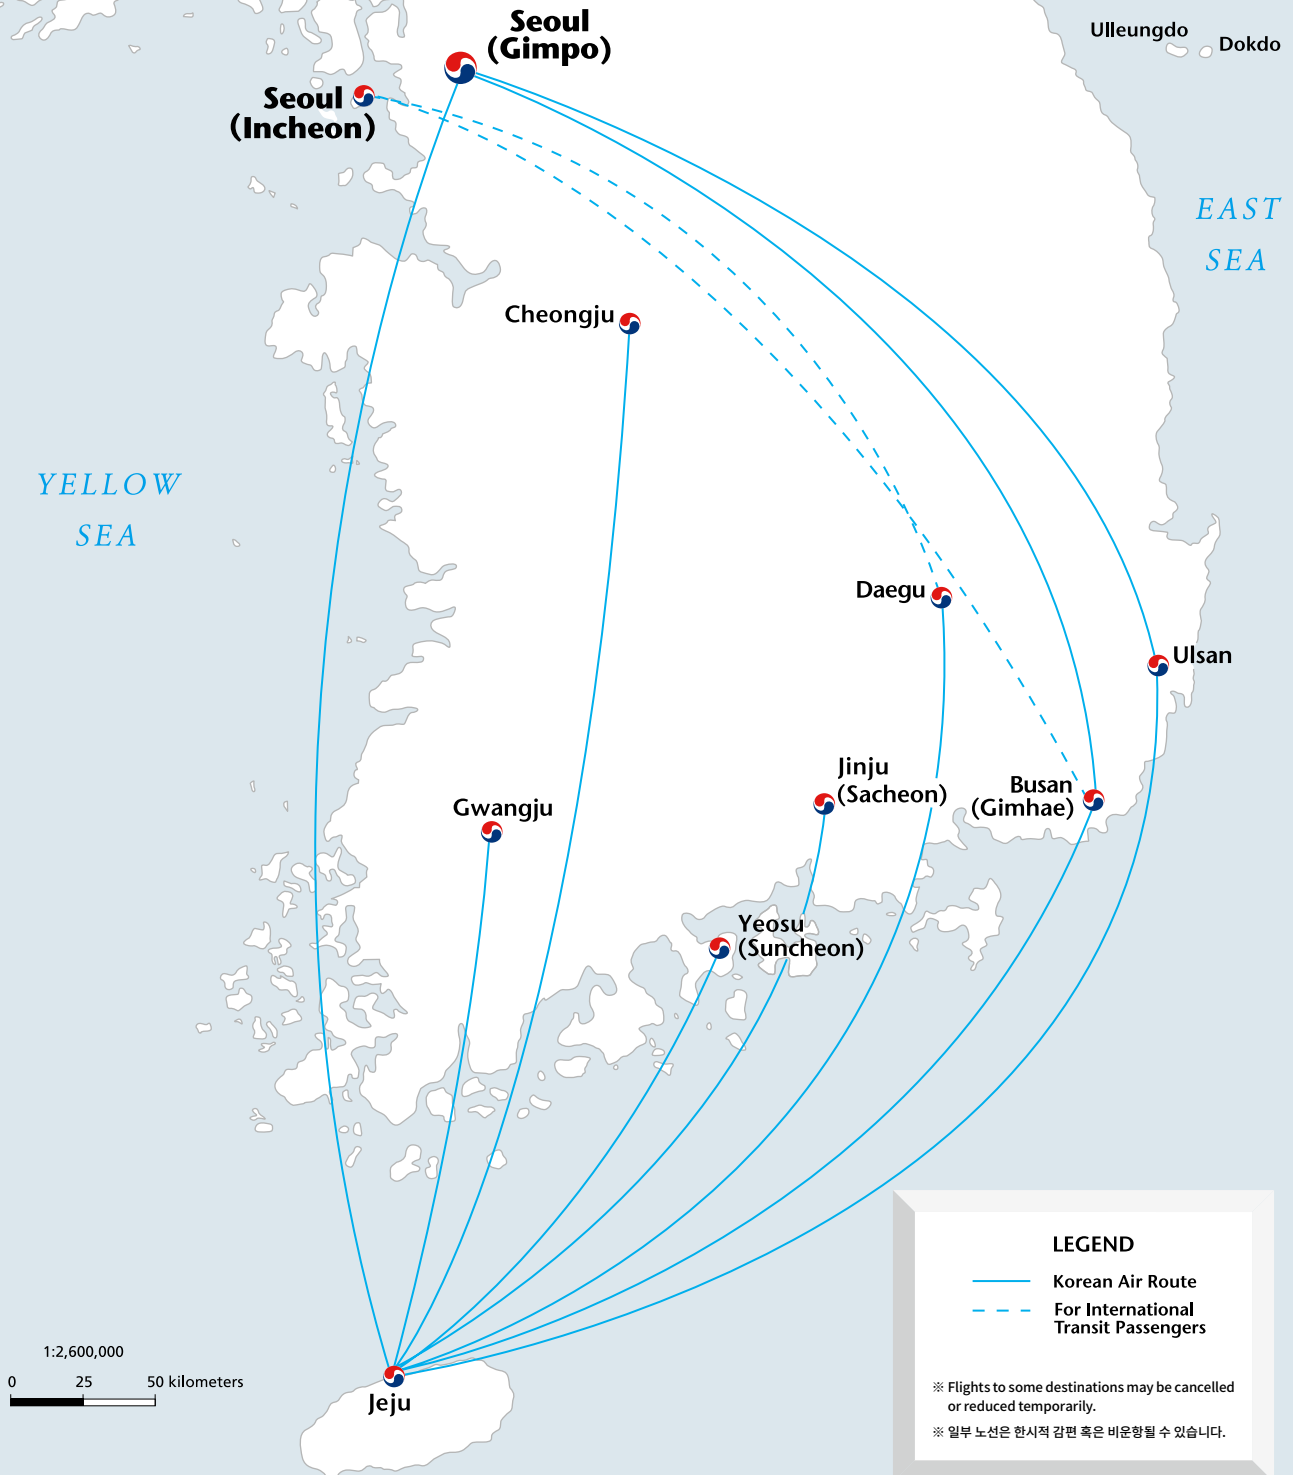 Seoul
(Gimpo)
Ulleungdo
Dokdo
Seoul
(Incheon)
EAST
SEA
Cheongju
YELLOW
SEA
Daegu
Ulsan
Jinju
(Sacheon)
Busan
(Gimhae)
Gwangju
Yeosu
(Suncheon)
LEGEND
Korean Air Route
For International
Transit Passengers
※ Flights to some destinations may be cancelled
or reduced temporarily.
※ 일부 노선은 한시적 감편 혹은 비운항될 수 있습니다.
1:2,600,000
0 25 50 kilometers
Jeju